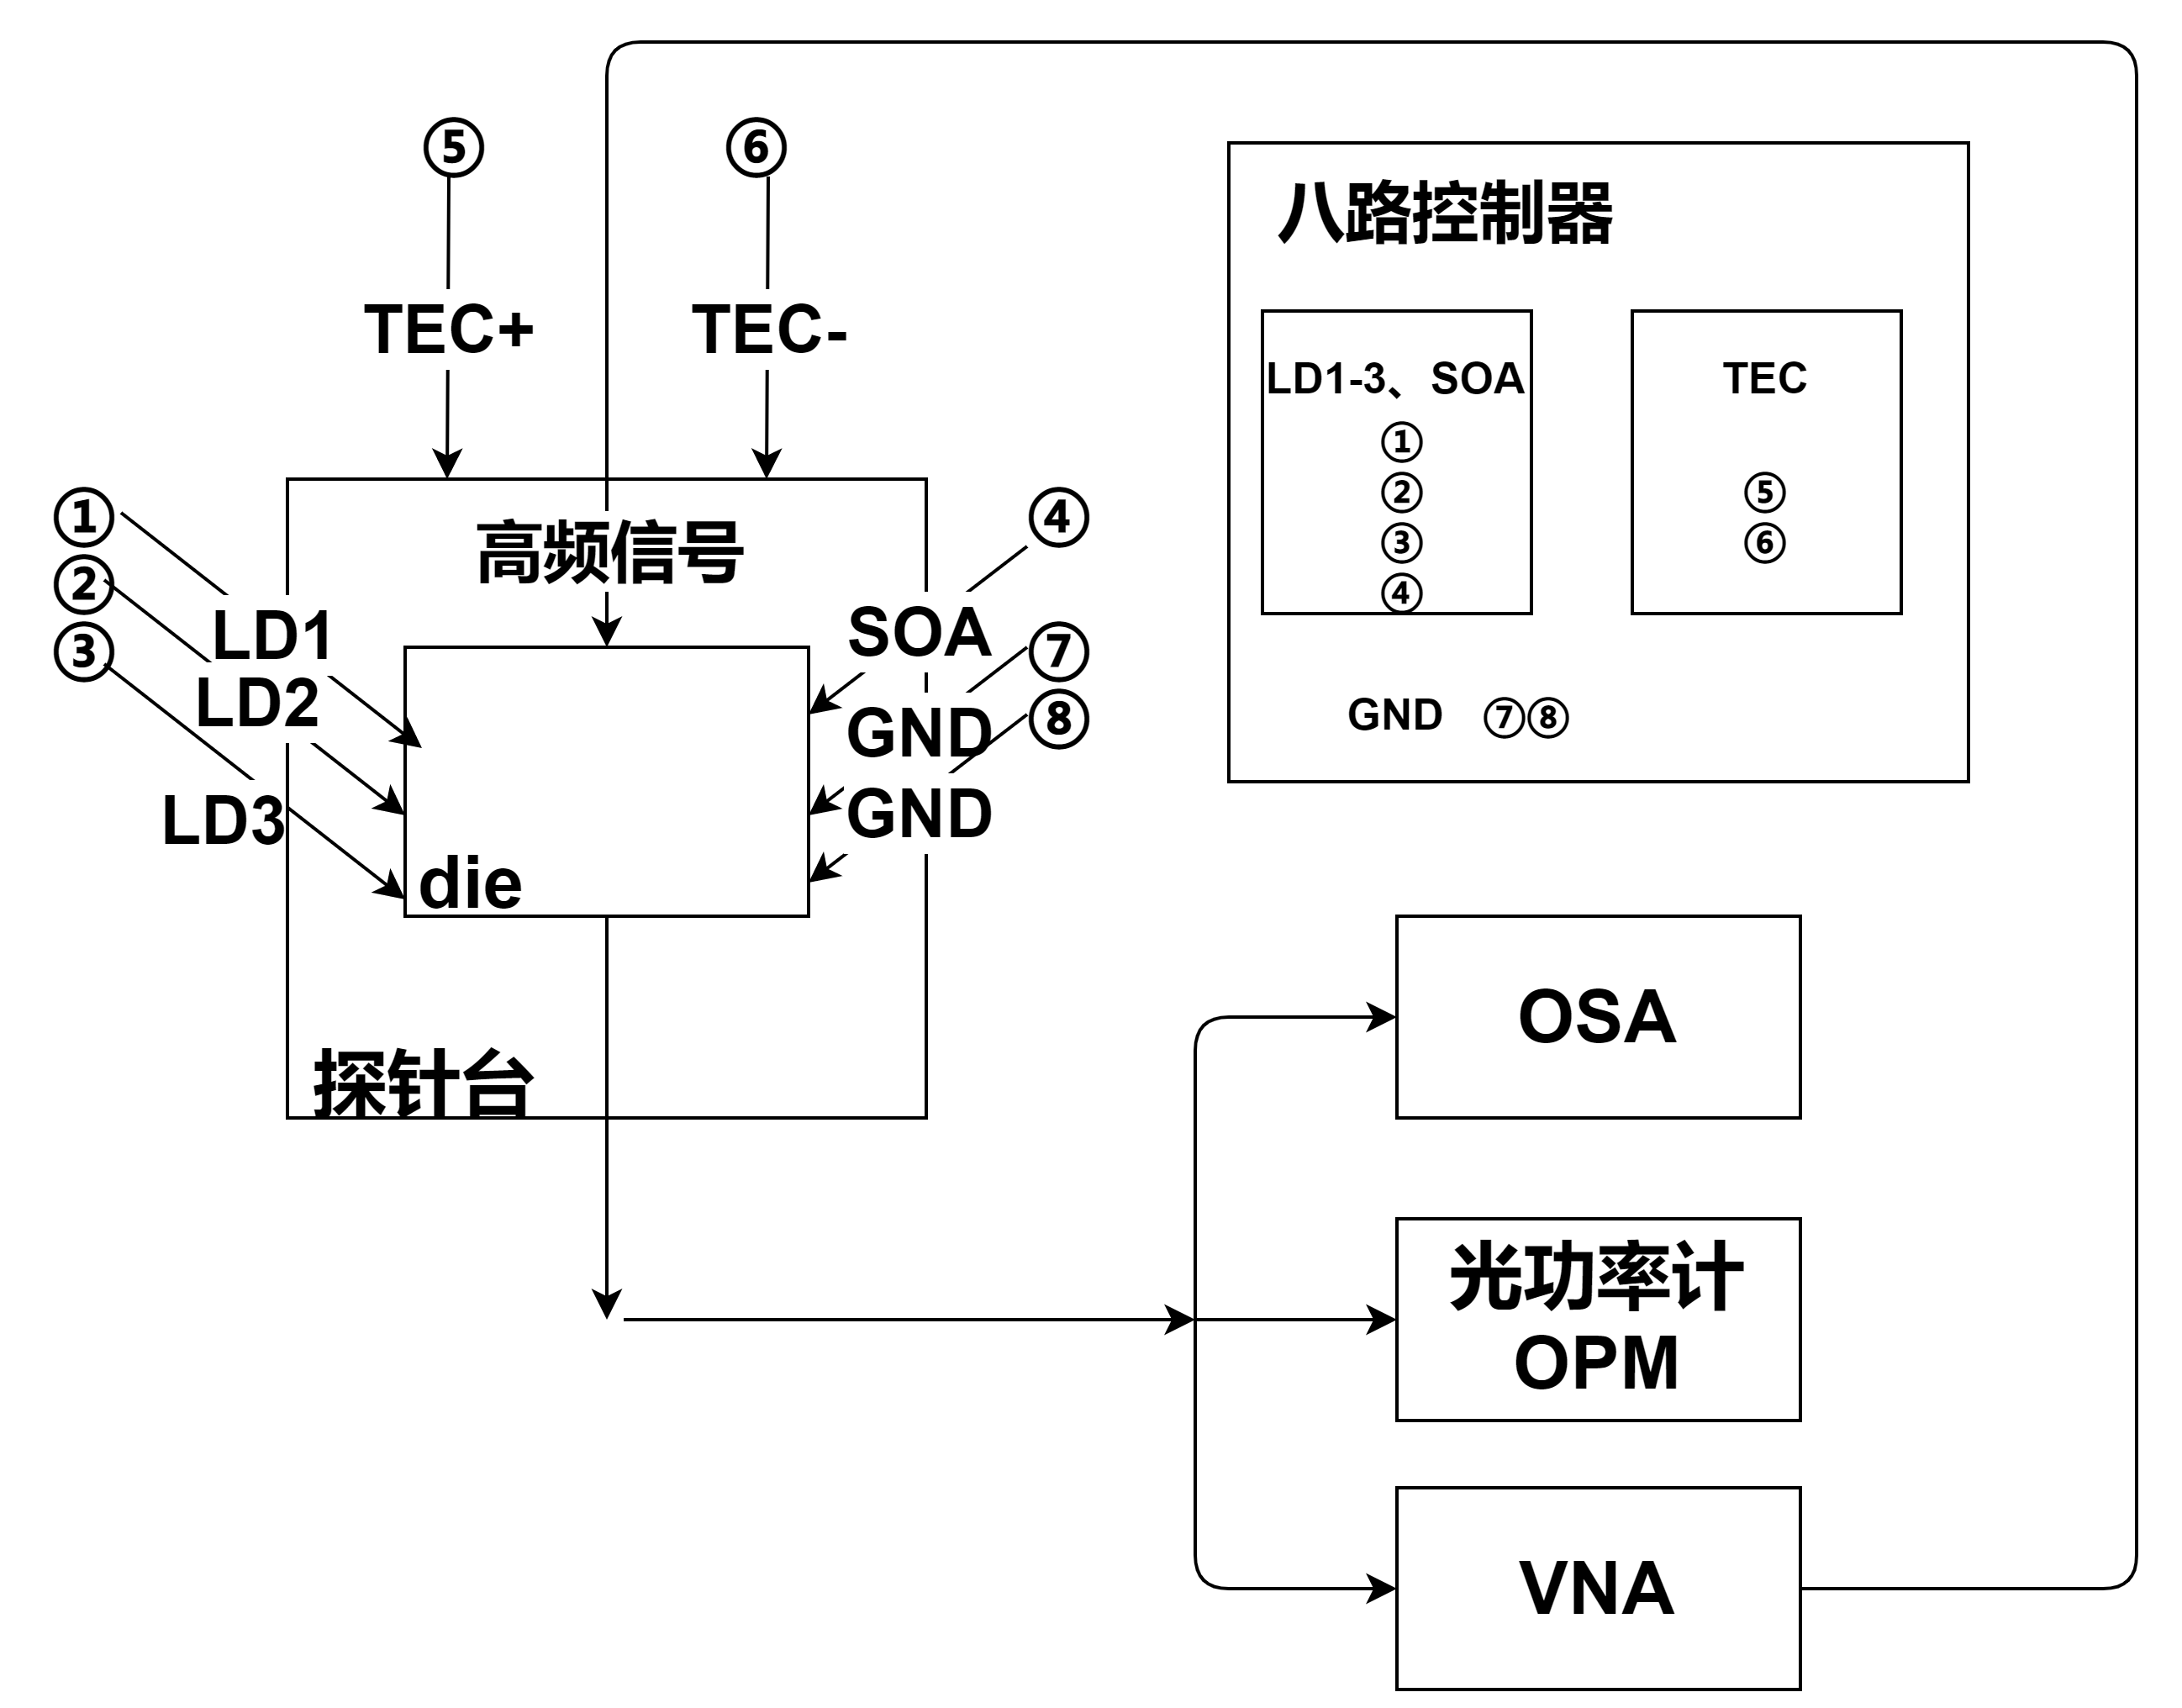 ⑤
⑥
TEC+
TEC-
①
②
③
LD1
LD2
LD3
高频信号
④
⑦
⑧
SOA
GND
GND
die
探针台
八路控制器
LD1-3、SOA
①
②
③
④
TEC
⑤
⑥
GND ⑦⑧
OSA
光功率计
OPM
VNA